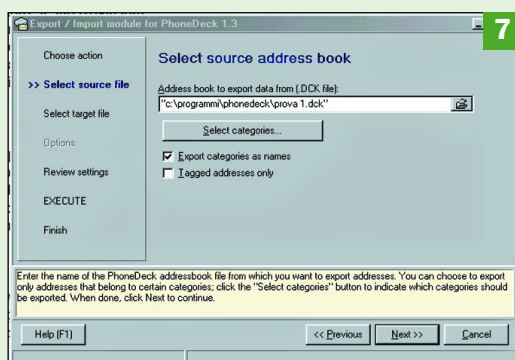 Export / Import module for PhoneDeck 1.3
7
Choose action
>> Select source file
Select target file
Options
Review settings
EXECUTE
Finish
Select source address book
Address book to export data from (.DCK file):
"c:\programmi\phonedeck\prova 1.dck"
Select categories...
Export categories as names
Tagged addresses only
Enter the name of the PhoneDeck addressbook file from which you want to export addresses. You can choose to export
only addresses that belong to certain categories; click the "Select categories" button to indicate which categories should
be exported. When done, click Next to continue.
Help (F1)
<< Previous
Next >>
Cancel